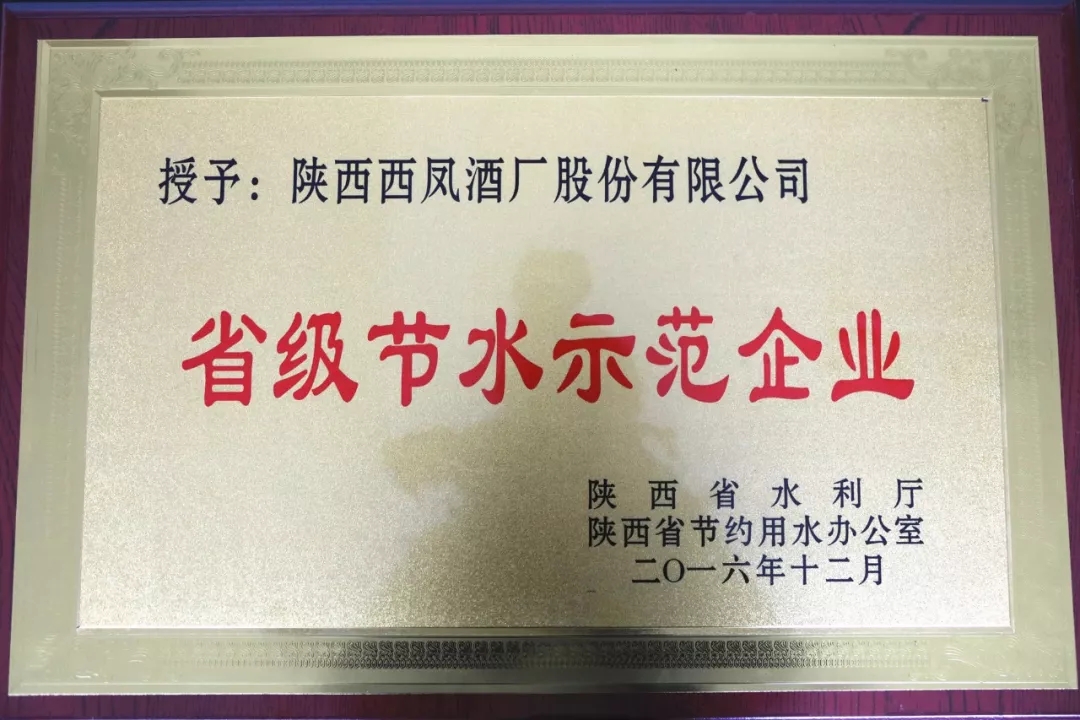 授予：陕西西凤酒厂股份有限公司
省级节水示范企业
陕西省水利厅
陕西省节约用水办公室
二〇一六年十二月